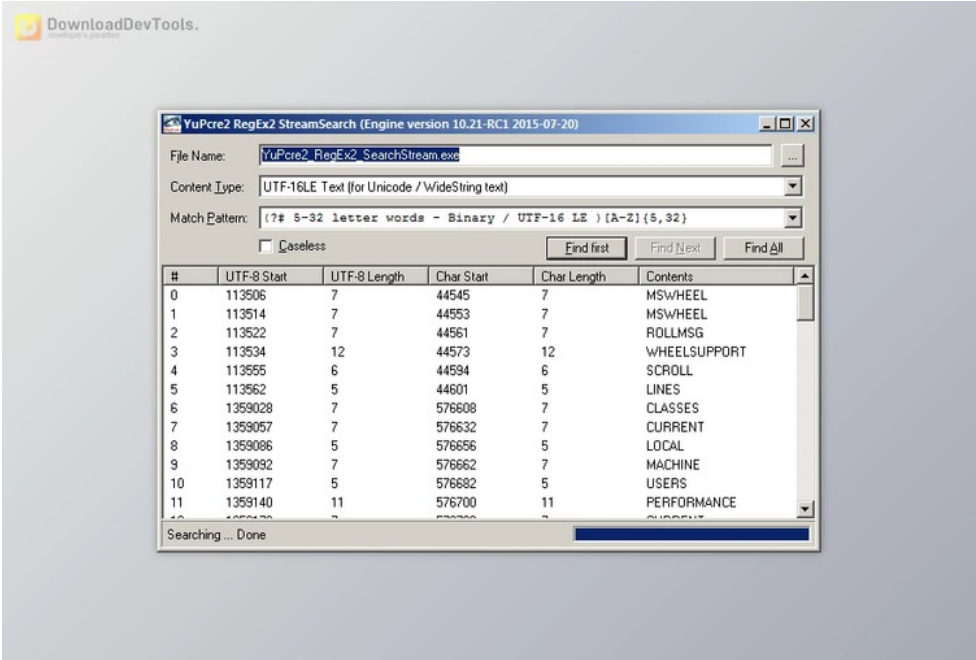 DownloadDevTools.
developer's paradise
YuPcre2 RegEx2 StreamSearch (Engine version 10.21-RC1 2015-07-20)
File Name: YuPcre2_RegEx2_SearchStream.exe ...
Content Type: UTF-16LE Text (for Unicode / WideString text)
Match Pattern: (?# 5-32 letter words - Binary / UTF-16 LE )[A-Z]{5,32}
Caseless Find first Find Next Find All
# UTF-8 Start UTF-8 Length Char Start Char Length Contents
0 113506 7 44545 7 MSWHEEL
1 113514 7 44553 7 MSWHEEL
2 113522 7 44561 7 ROLLMSG
3 113534 12 44573 12 WHEELSUPPORT
4 113555 6 44594 6 SCROLL
5 113562 5 44601 5 LINES
6 1359028 7 576608 7 CLASSES
7 1359057 7 576632 7 CURRENT
8 1359086 5 576656 5 LOCAL
9 1359092 7 576662 7 MACHINE
10 1359117 5 576682 5 USERS
11 1359140 11 576700 11 PERFORMANCE
Searching ... Done